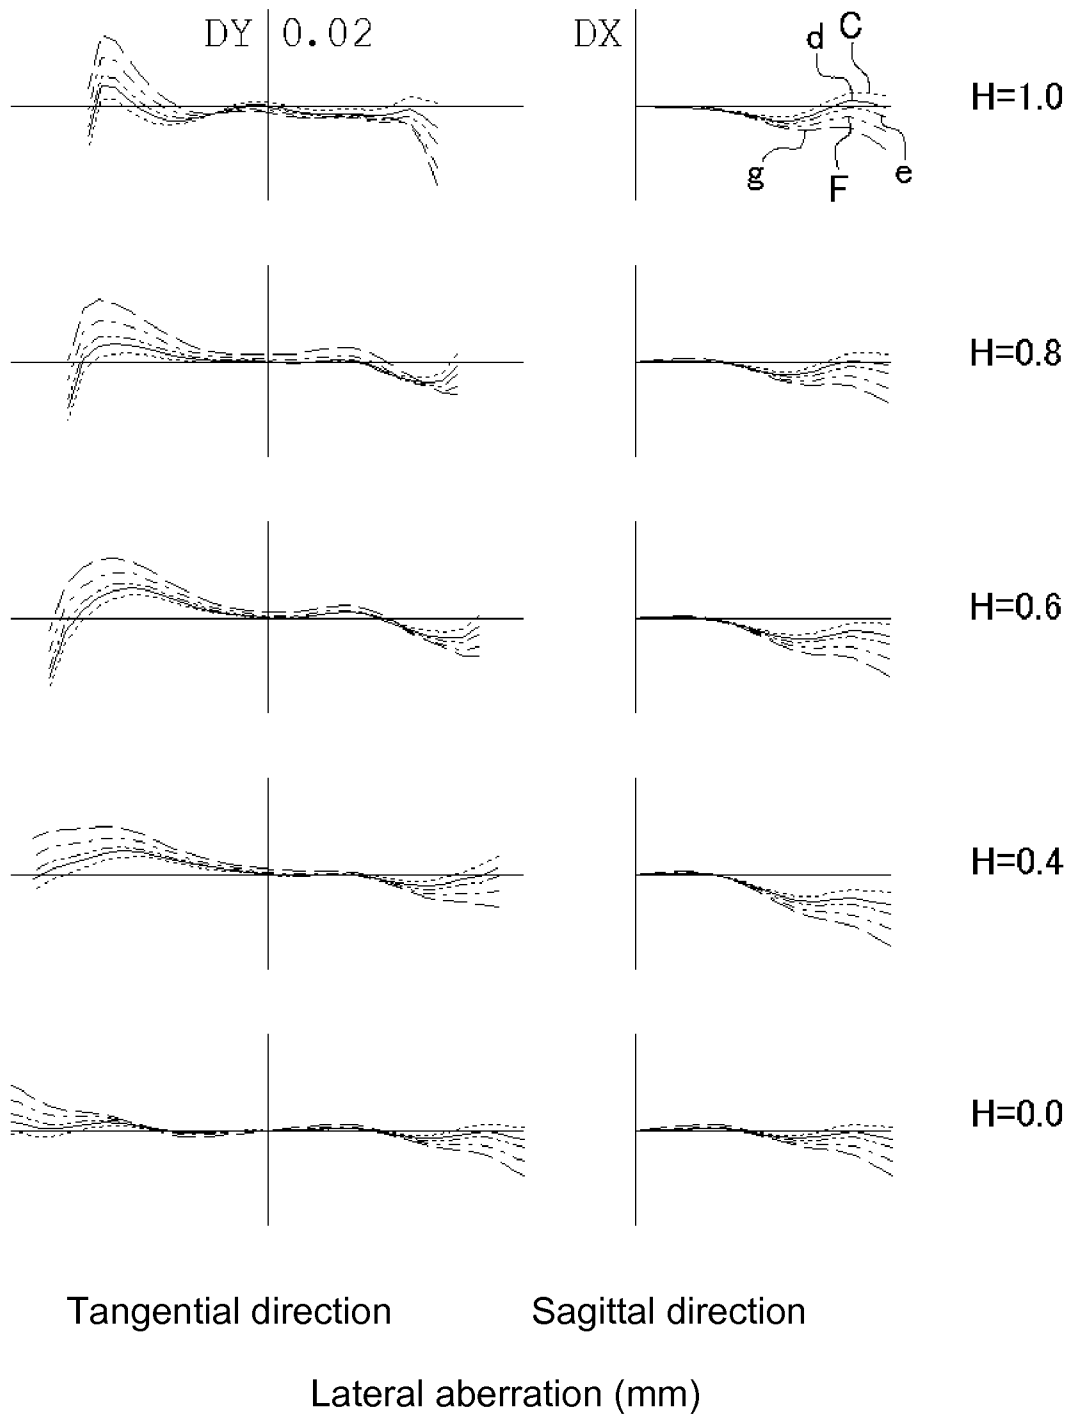 DY 0.02 DX
d C
H=1.0
g F e
H=0.8
H=0.6
H=0.4
H=0.0
Tangential direction Sagittal direction
Lateral aberration (mm)